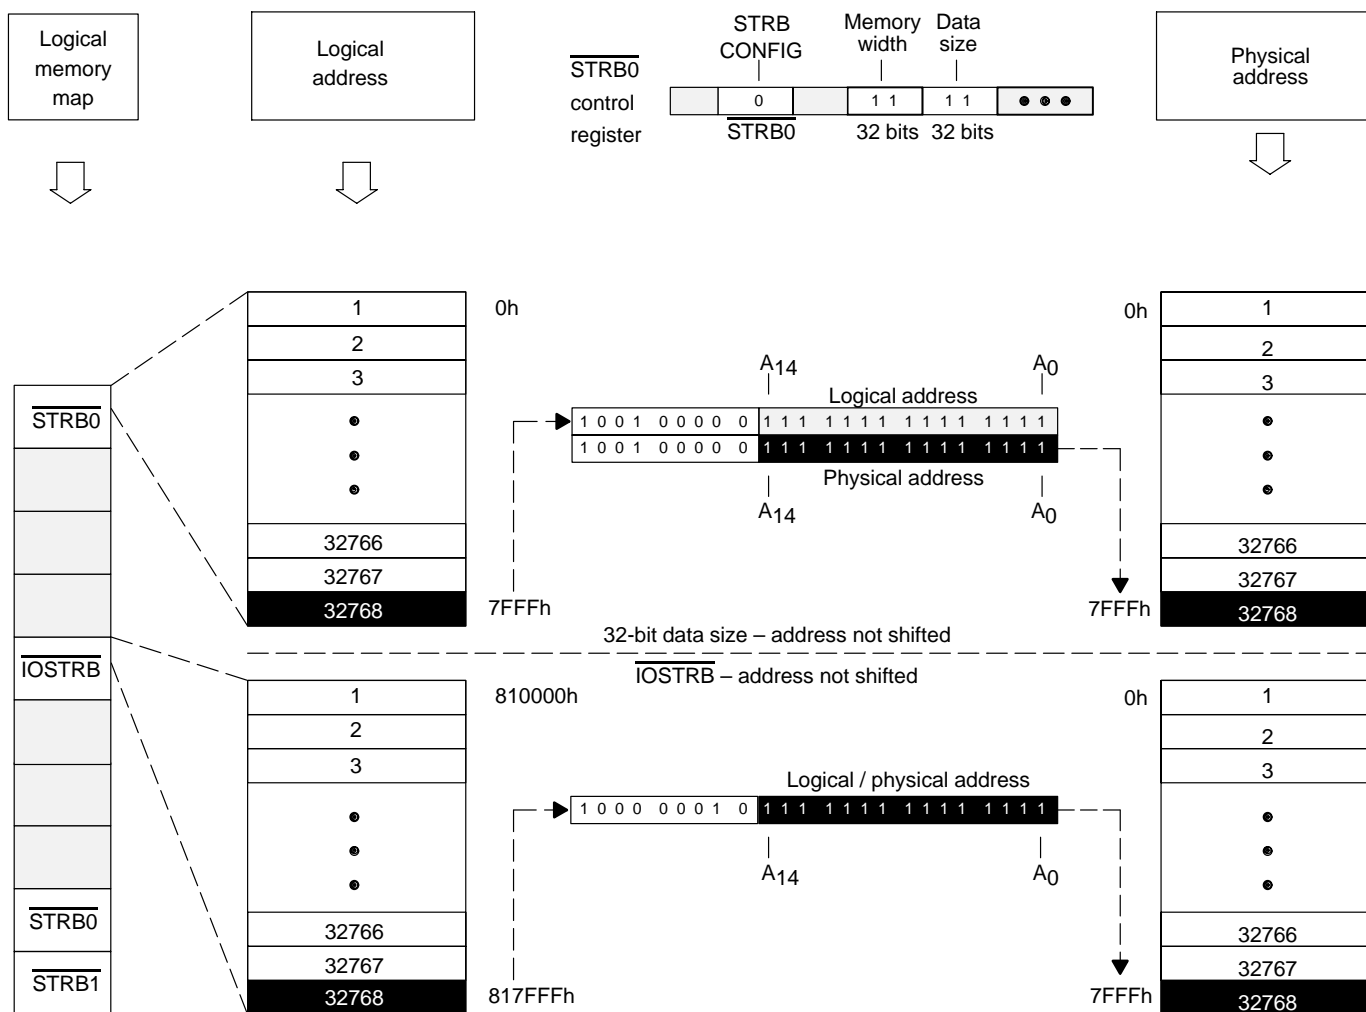 Logical
memory
map
Logical
address
STRB0
control
register
STRB
CONFIG
Memory
width
Data
size
0
1 1
1 1
STRB0
32 bits
32 bits
Physical
address
STRB0
IOSTRB
STRB0
STRB1
1
2
3
32766
32767
32768
0h
7FFFh
A14
A0
Logical address
1 0 0 1 0 0 0 0 0 1 1 1 1 1 1 1 1 1 1 1 1 1 1 1
1 0 0 1 0 0 0 0 0 1 1 1 1 1 1 1 1 1 1 1 1 1 1 1
Physical address
A14
A0
0h
7FFFh
1
2
3
32766
32767
32768
32-bit data size – address not shifted
IOSTRB – address not shifted
1
2
3
32766
32767
32768
810000h
817FFFh
Logical / physical address
1 0 0 0 0 0 0 1 0 1 1 1 1 1 1 1 1 1 1 1 1 1 1 1
A14
A0
0h
7FFFh
1
2
3
32766
32767
32768